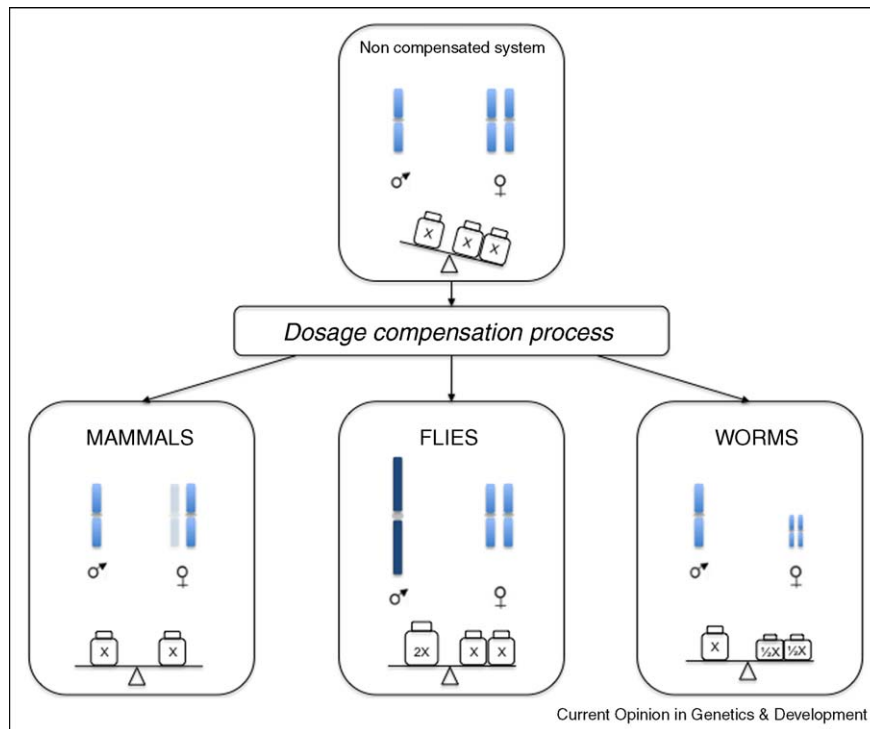 Non compensated system
♂ ♀
X X X
Dosage compensation process
MAMMALS
♂ ♀
X X
FLIES
♂ ♀
2X X X
WORMS
♂ ♀
X ½X ½X
Current Opinion in Genetics & Development